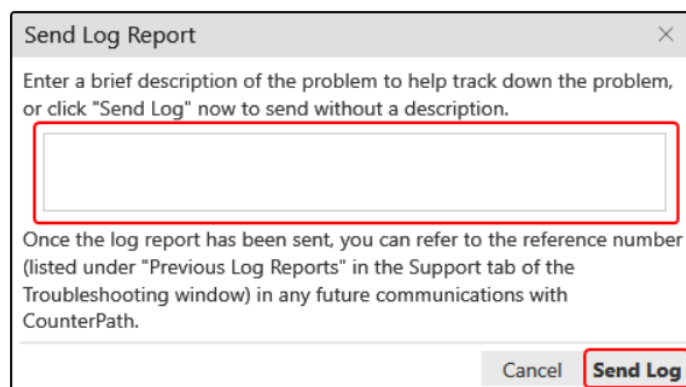 Send Log Report
Enter a brief description of the problem to help track down the problem,
or click "Send Log" now to send without a description.
Once the log report has been sent, you can refer to the reference number
(listed under "Previous Log Reports" in the Support tab of the
Troubleshooting window) in any future communications with
CounterPath.
Cancel Send Log